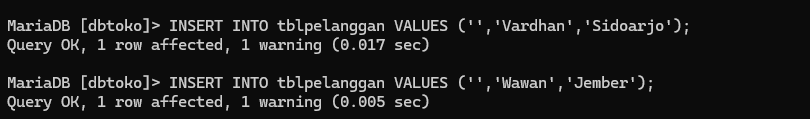 MariaDB [dbtoko]> INSERT INTO tblpelanggan VALUES ('','Vardhan','Sidoarjo');
Query OK, 1 row affected, 1 warning (0.017 sec)
MariaDB [dbtoko]> INSERT INTO tblpelanggan VALUES ('','Wawan','Jember');
Query OK, 1 row affected, 1 warning (0.005 sec)